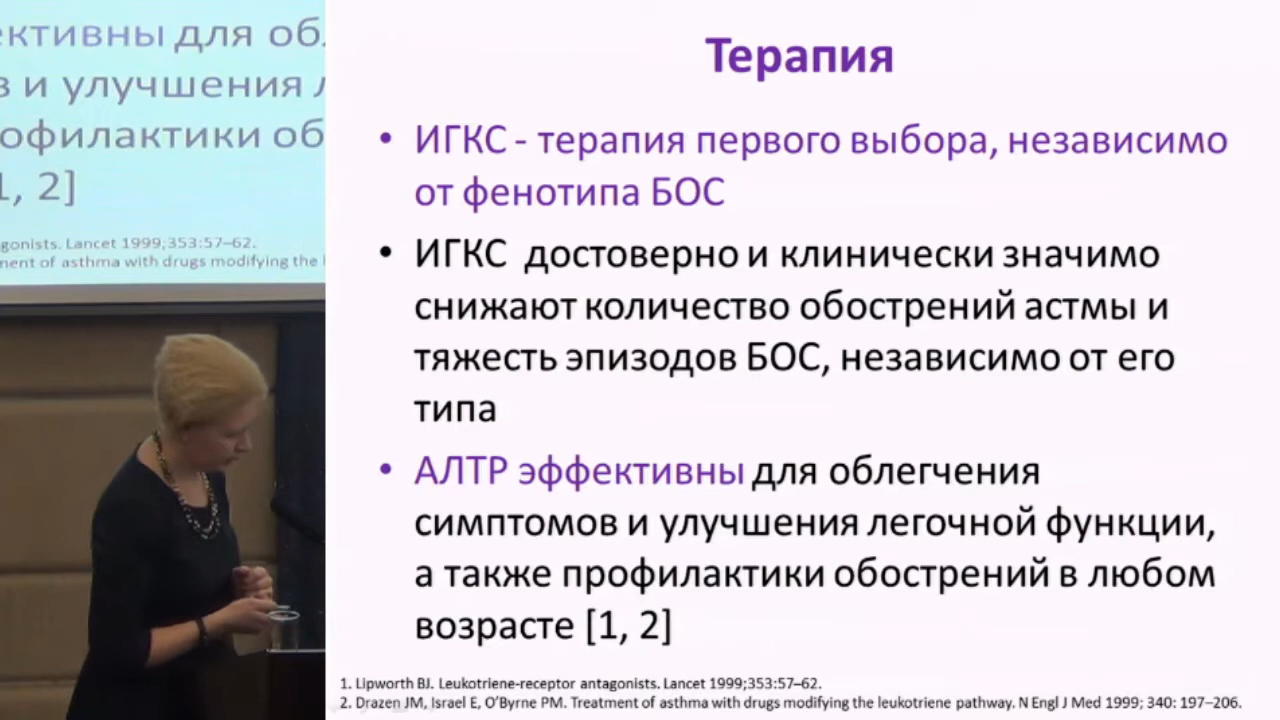 ективны для об
в и улучшения л
офилактики об
1, 2]
gonists. Lancet 1999;353:57–62.
ment of asthma with drugs modifying the
Терапия
• ИГКС - терапия первого выбора, независимо
от фенотипа БОС
• ИГКС достоверно и клинически значимо
снижают количество обострений астмы и
тяжесть эпизодов БОС, независимо от его
типа
• АЛТР эффективны для облегчения
симптомов и улучшения легочной функции,
а также профилактики обострений в любом
возрасте [1, 2]
1. Lipworth BJ. Leukotriene-receptor antagonists. Lancet 1999;353:57–62.
2. Drazen JM, Israel E, O’Byrne PM. Treatment of asthma with drugs modifying the leukotriene pathway. N Engl J Med 1999; 340: 197–206.